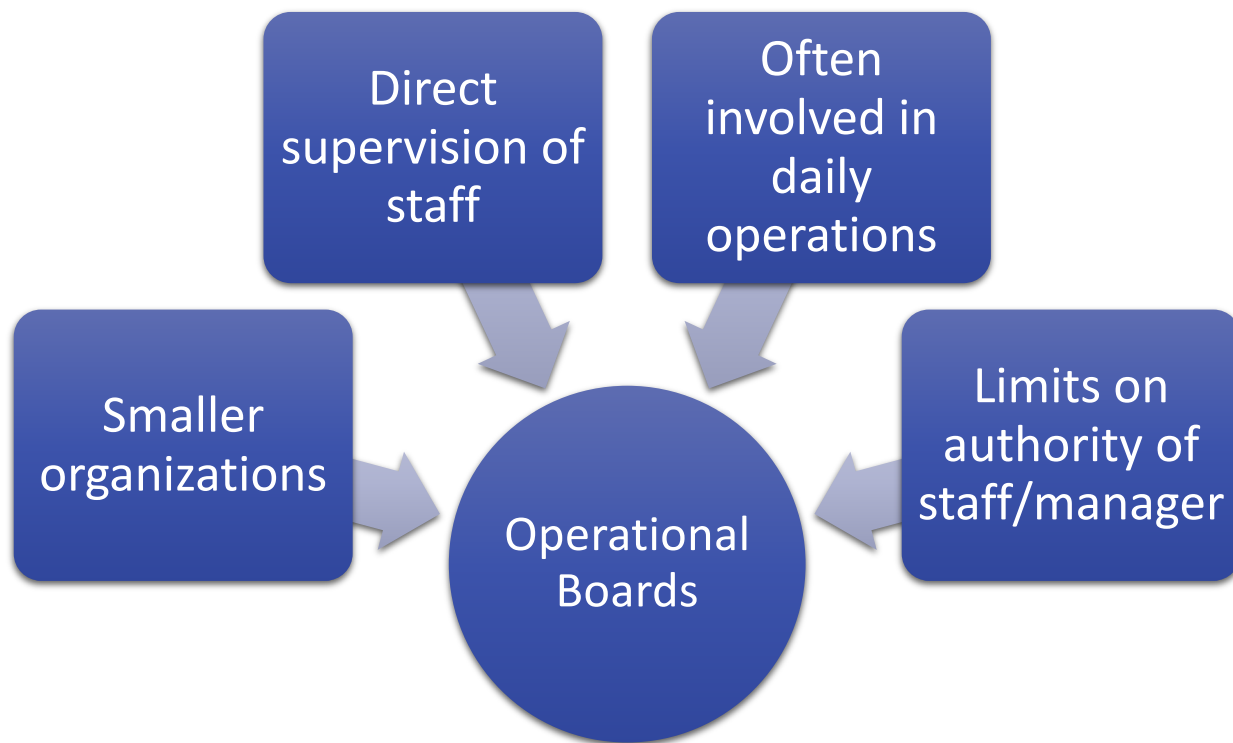 Smaller
organizations
Direct
supervision of
staff
Often
involved in
daily
operations
Limits on
authority of
staff/manager
Operational
Boards